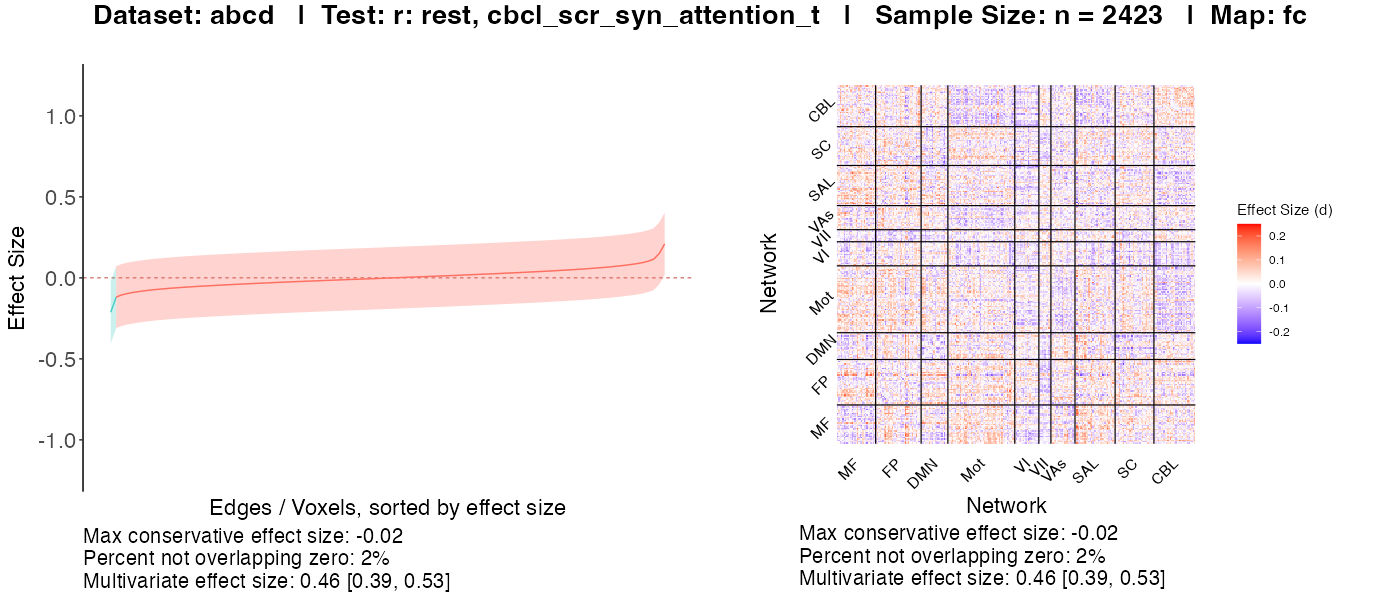 Dataset: abcd | Test: r: rest, cbcl_scr_syn_attention_t | Sample Size: n = 2423 | Map: fc
Effect Size
1.0
0.5
0.0
-0.5
-1.0
Edges / Voxels, sorted by effect size
Max conservative effect size: -0.02
Percent not overlapping zero: 2%
Multivariate effect size: 0.46 [0.39, 0.53]
Network
CBL
SC
SAL
VAs
VII
VI
Mot
DMN
FP
MF
MF FP DMN Mot VI VII VAs SAL SC CBL
Network
Max conservative effect size: -0.02
Percent not overlapping zero: 2%
Multivariate effect size: 0.46 [0.39, 0.53]
Effect Size (d)
0.2
0.1
0.0
-0.1
-0.2